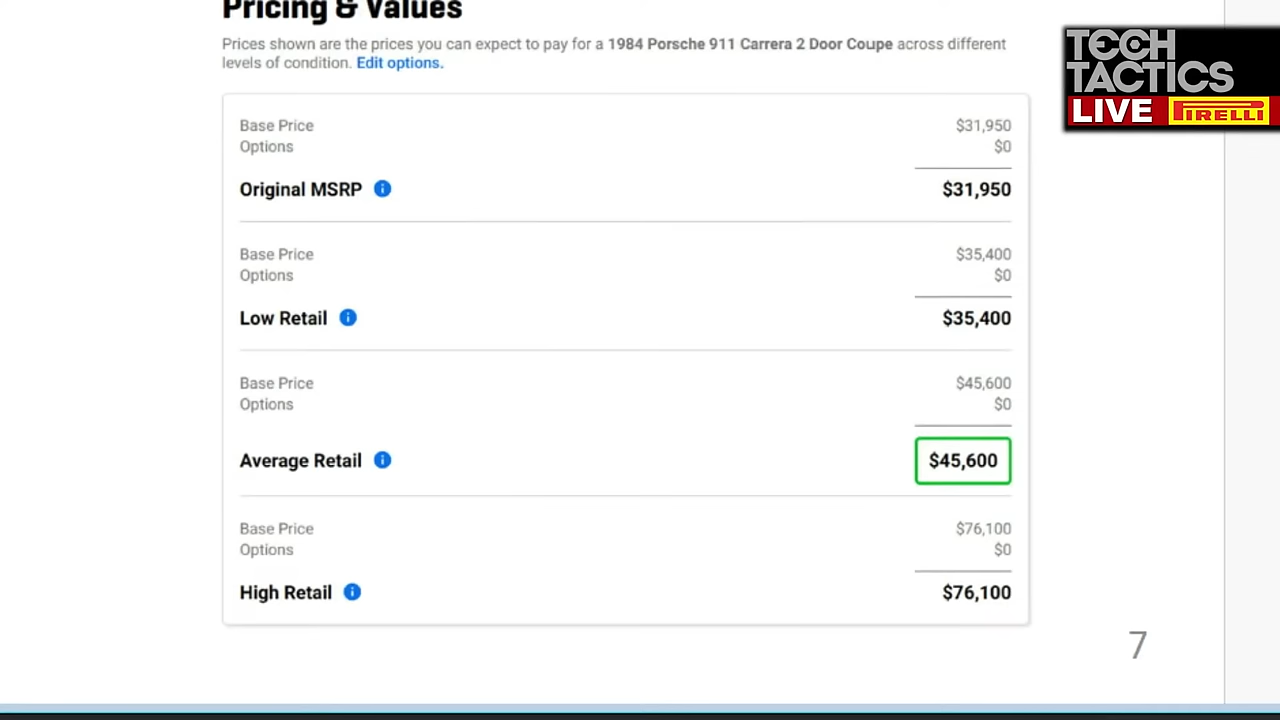 Pricing & Values
Prices shown are the prices you can expect to pay for a 1984 Porsche 911 Carrera 2 Door Coupe across different
levels of condition. Edit options.
Base Price $31,950
Options $0
Original MSRP $31,950
Base Price $35,400
Options $0
Low Retail $35,400
Base Price $45,600
Options $0
Average Retail $45,600
Base Price $76,100
Options $0
High Retail $76,100
7
TECH
TACTICS
LIVE PIRELLI